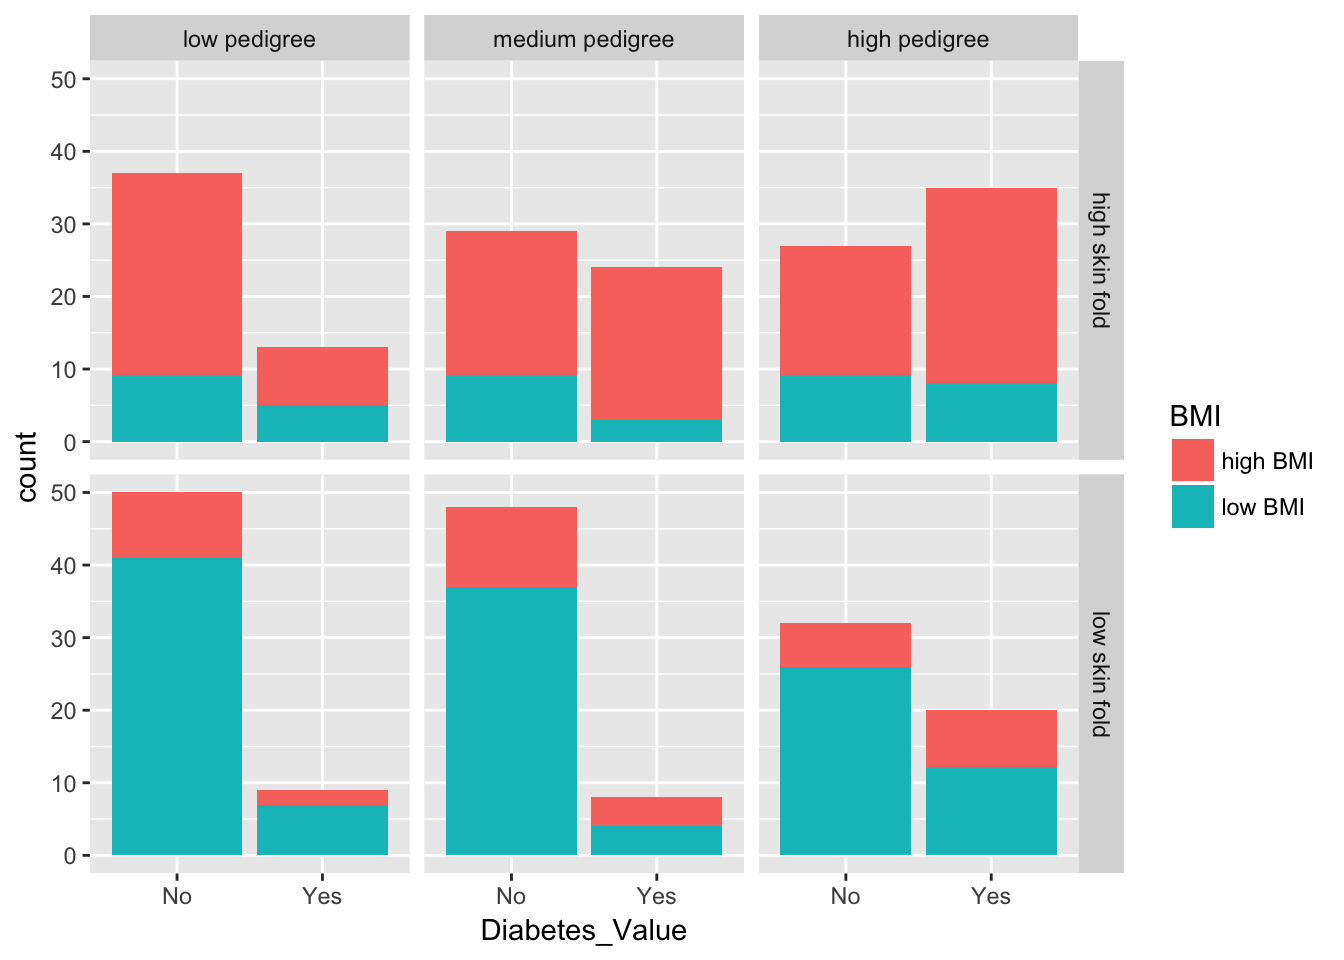 low pedigree
medium pedigree
high pedigree
50
40
30
20
10
0
high skin fold
50
40
30
20
10
0
low skin fold
count
No
Yes
No
Yes
No
Yes
Diabetes_Value
BMI
high BMI
low BMI